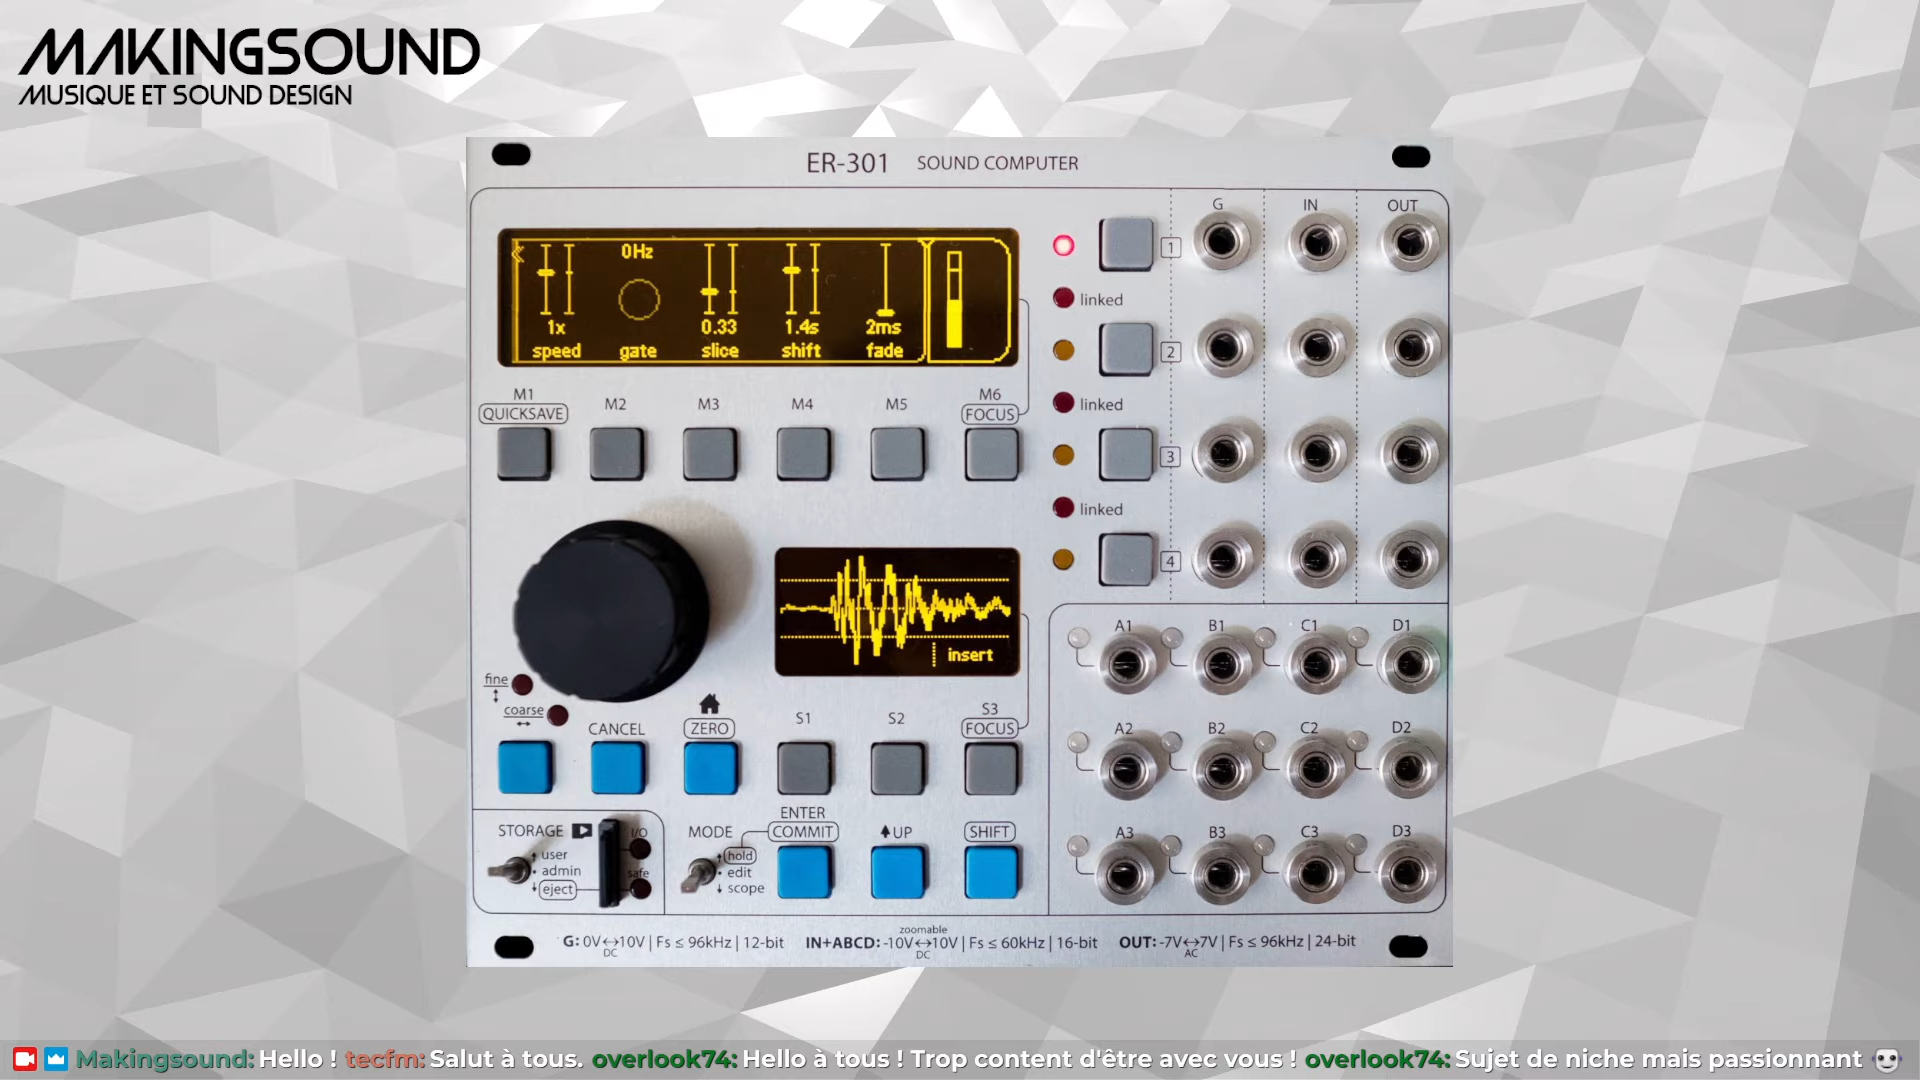 MAKINGSOUND
MUSIQUE ET SOUND DESIGN
ER-301 SOUND COMPUTER
G IN OUT
0Hz
1x 0.33 1.4s 2ms
speed gate slice shift fade
1
linked
2
linked
3
linked
4
M1 M2 M3 M4 M5 M6
QUICKSAVE FOCUS
insert
fine
coarse
CANCEL ZERO S1 S2 S3
FOCUS
A1 B1 C1 D1
A2 B2 C2 D2
A3 B3 C3 D3
STORAGE I/O
user
admin
eject
safe
MODE
hold
edit
scope
ENTER
COMMIT
UP
SHIFT
zoomable
G: 0V↔10V | Fs ≤ 96kHz | 12-bit IN+ABCD: -10V↔10V | Fs ≤ 60kHz | 16-bit OUT: -7V↔7V | Fs ≤ 96kHz | 24-bit
DC DC AC
Makingsound: Hello ! tecfm: Salut à tous. overlook74: Hello à tous ! Trop content d'être avec vous ! overlook74: Sujet de niche mais passionnant